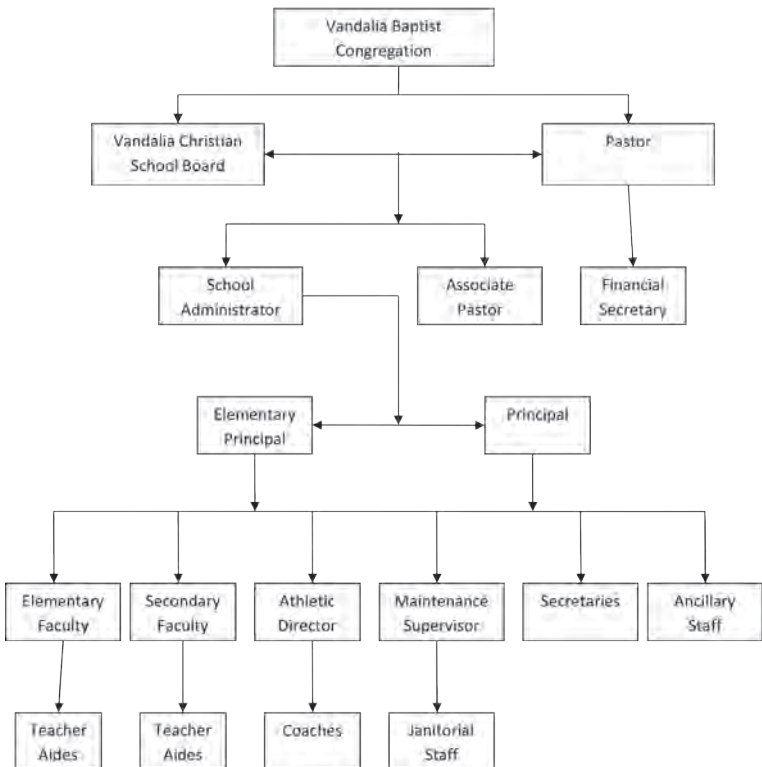 Vandalia Baptist
Congregation
Vandalia Christian
School Board
Pastor
School
Administrator
Associate
Pastor
Financial
Secretary
Elementary
Principal
Principal
Elementary
Faculty
Secondary
Faculty
Athletic
Director
Maintenance
Supervisor
Secretaries
Ancillary
Staff
Teacher
Aides
Teacher
Aides
Coaches
Janitorial
Staff